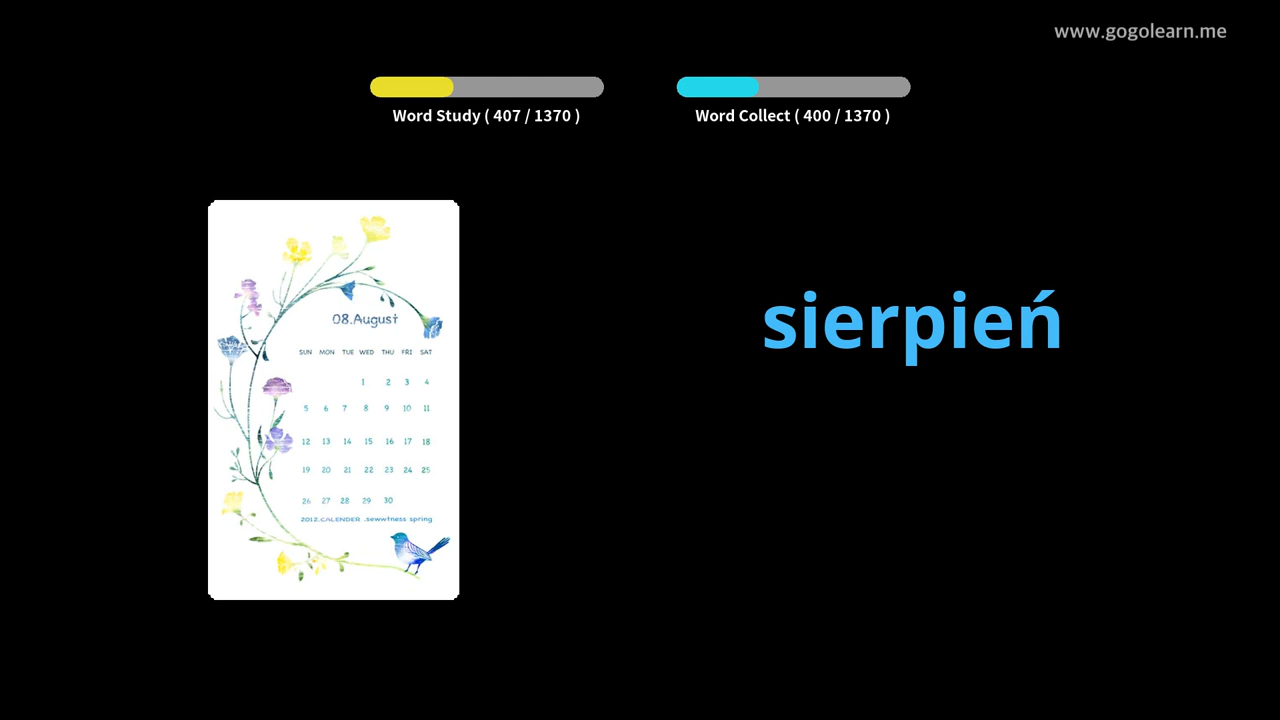 www.gogolearn.me
Word Study ( 407 / 1370 )
Word Collect ( 400 / 1370 )
08.August
SUN MON TUE WED THU FRI SAT
1 2 3 4
5 6 7 8 9 10 11
12 13 14 15 16 17 18
19 20 21 22 23 24 25
26 27 28 29 30
2012.CALENDER .sewwtness spring
sierpień